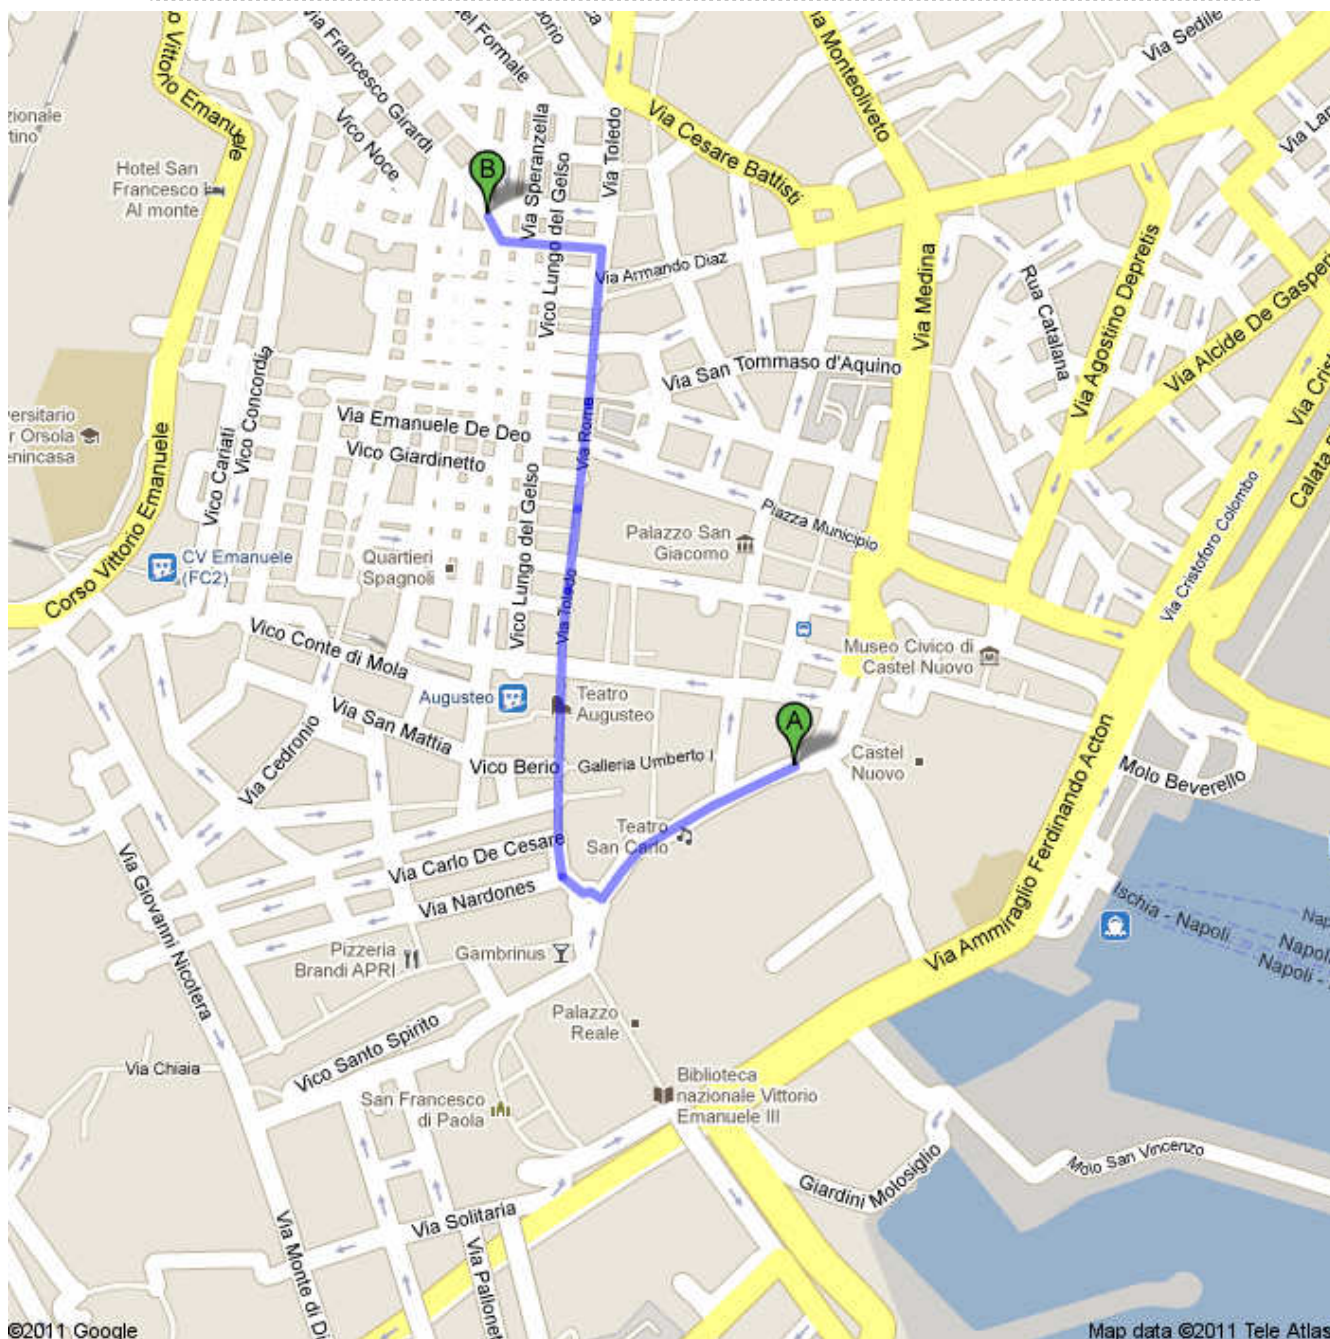 Via Francesco Girardi
Via Sedile
Via Monteoliveto
Corso Vittorio Emanuele
Via Cesare Battisti
Vico Noce
Via Speranzella
Vico Lungo del Gelso
Via Toledo
B
Hotel San
Francesco
Al monte
Via Armando Diaz
Via Medina
Rua Catalana
Via Agostino Depretis
Via San Tommaso d'Aquino
Vico Concordia
Vico Cariati
Via Emanuele De Deo
Vico Giardinetto
Via Roma
Vico Lungo del Gelso
Piazza Municipio
Palazzo San
Giacomo
Via Cristoforo Colombo
CV Emanuele
(FC2)
Corso Vittorio Emanuele
Quartieri
Spagnoli
Via Toledo
Vico Conte di Mola
Museo Civico di
Castel Nuovo
Augusteo
Teatro
Augusteo
Via San Mattia
Via Cedronio
A
Vico Berio
Galleria Umberto I
Castel
Nuovo
Molo Beverello
Via Ammiraglio Ferdinando Acton
Teatro
San Carlo
Via Carlo De Cesare
Via Nardones
Via Giovanni Nicotera
Ischia - Napoli
Pizzeria
Brandi APRI
Gambrinus
Palazzo
Reale
Vico Santo Spirito
Via Chiaia
San Francesco
di Paola
Biblioteca
nazionale Vittorio
Emanuele III
Molo San Vincenzo
Giardini Molosiglio
Via Solitaria
©2011 Google
Map data ©2011 Tele Atlas